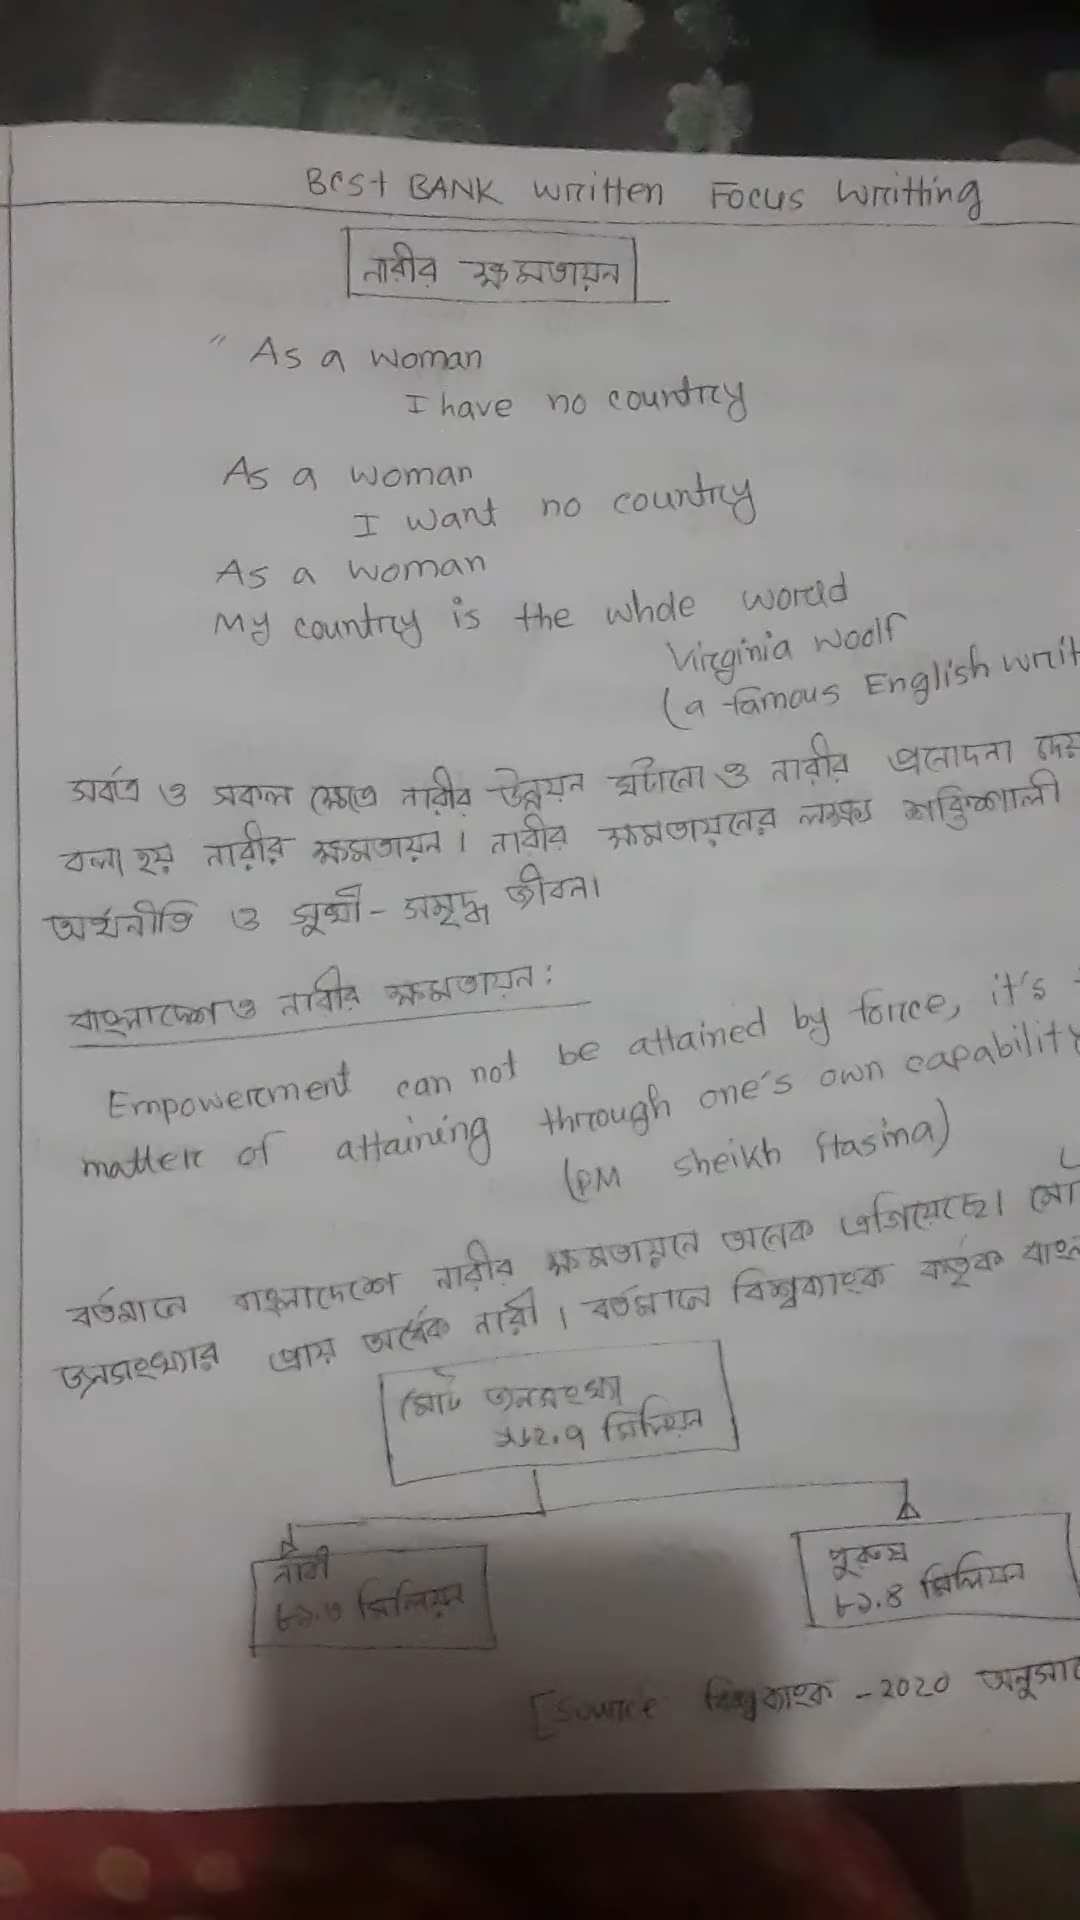 Best BANK written Focus writting
নারীর ক্ষমতায়ন
" As a woman
I have no country
As a woman
I want no country
As a woman
My country is the whole world
Virginia woolf
(a famous English writ
সর্বত্র ও সকল ক্ষেত্রে নারীর উন্নয়ন ঘটানো ও নারীর প্রনোদনা দেয়
বলা হয় নারীর ক্ষমতায়ন। নারীর ক্ষমতায়নের লক্ষ্য শক্তিশালী
অর্থনীতি ও সুখী - সমৃদ্ধ জীবন।
বাংলাদেশ ও নারীর ক্ষমতায়ন:
Empowerment can not be attained by force, it's
matter of attaining through one's own capability
(PM sheikh Hasina)
বর্তমানে বাংলাদেশে নারীর ক্ষমতায়নে অনেক এগিয়েছে। মো
জনসংখ্যার প্রায় অর্ধেক নারী। বর্তমানে বিশ্বব্যাংক কর্তৃক বাংল
মোট জনসংখ্যা
১৬২.৭ মিলিয়ন
নারী
৮১.৩ মিলিয়ন
পুরুষ
৮১.৪ মিলিয়ন
[source বিশ্বব্যাংক - 2020 অনুসা